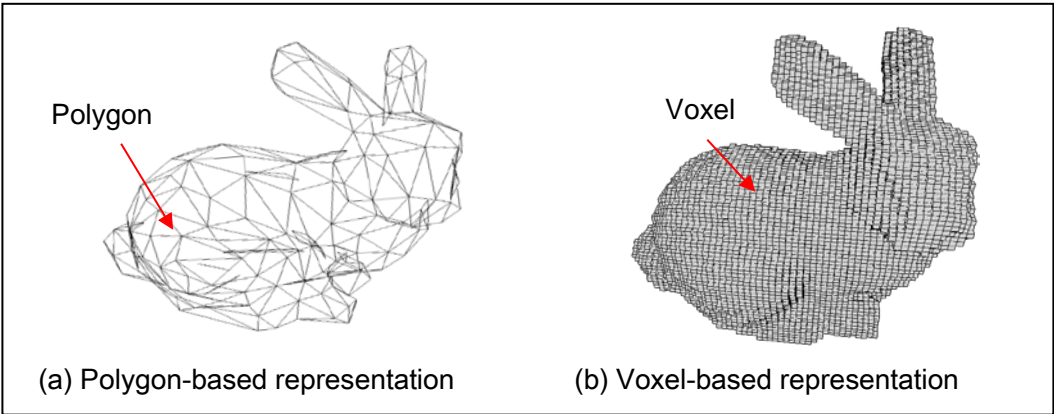 Polygon
Voxel
(a) Polygon-based representation
(b) Voxel-based representation